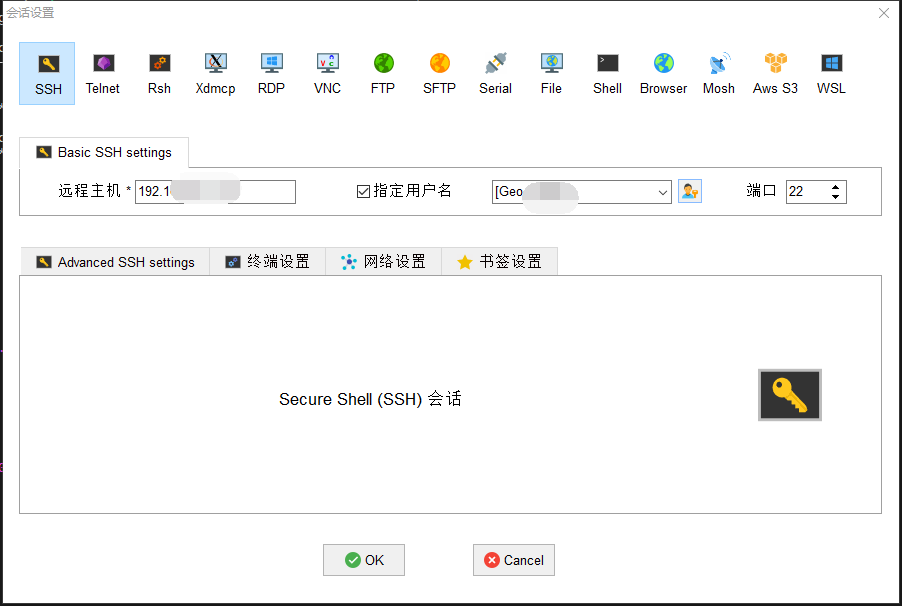 会话设置
SSH Telnet Rsh Xdmcp RDP VNC FTP SFTP Serial File Shell Browser Mosh Aws S3 WSL
Basic SSH settings
远程主机 * 192.1 指定用户名 [Geo 端口 22
Advanced SSH settings 终端设置 网络设置 书签设置
Secure Shell (SSH) 会话
OK Cancel